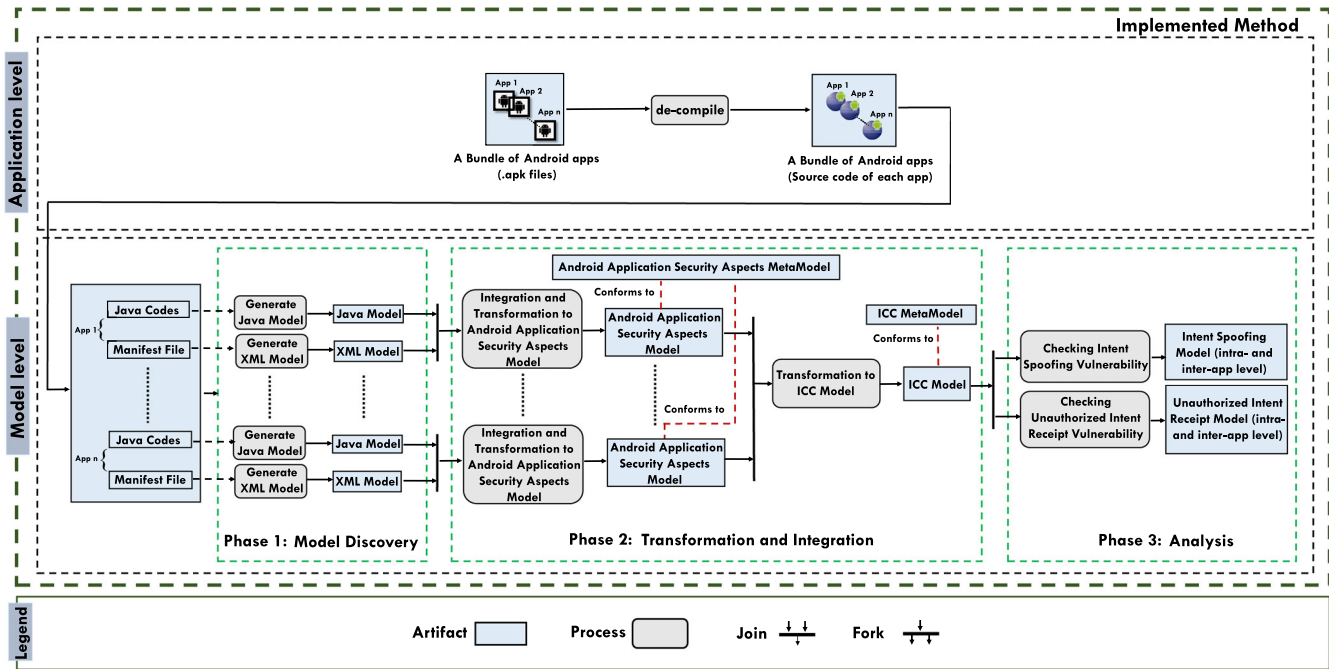 Implemented Method
Application level
App 1
App 2
App n
A Bundle of Android apps
(.apk files)
de-compile
App 1
App 2
App n
A Bundle of Android apps
(Source code of each app)
Model level
App 1
Java Codes
Manifest File
App n
Java Codes
Manifest File
Generate
Java Model
Java Model
Generate
XML Model
XML Model
Generate
Java Model
Java Model
Generate
XML Model
XML Model
Phase 1: Model Discovery
Android Application Security Aspects MetaModel
Conforms to
Integration and
Transformation to
Android Application
Security Aspects
Model
Android Application
Security Aspects
Model
Conforms to
Integration and
Transformation to
Android Application
Security Aspects
Model
Android Application
Security Aspects
Model
Transformation to
ICC Model
ICC MetaModel
Conforms to
ICC Model
Phase 2: Transformation and Integration
Checking Intent
Spoofing Vulnerability
Intent Spoofing
Model (intra- and
inter-app level)
Checking
Unauthorized Intent
Receipt Vulnerability
Unauthorized Intent
Receipt Model (intra-
and inter-app level)
Phase 3: Analysis
Legend
Artifact
Process
Join
Fork